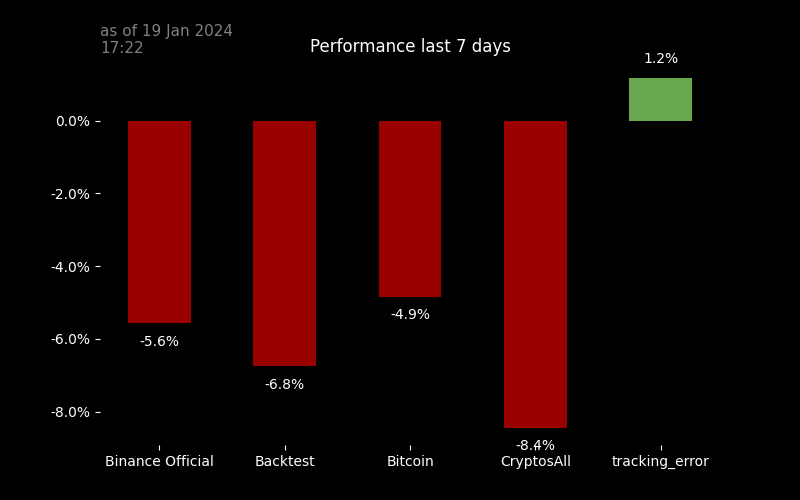 as of 19 Jan 2024
17:22
Performance last 7 days
1.2%
0.0%
-2.0%
-4.0%
-6.0%
-8.0%
-5.6%
-6.8%
-4.9%
-8.4%
Binance Official
Backtest
Bitcoin
CryptosAll
tracking_error